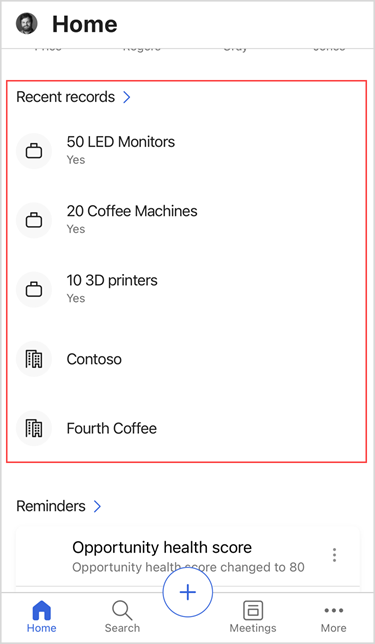 Home
Recent records
50 LED Monitors
Yes
20 Coffee Machines
Yes
10 3D printers
Yes
Contoso
Fourth Coffee
Reminders
Opportunity health score
Opportunity health score changed to 80
Home
Search
Meetings
More